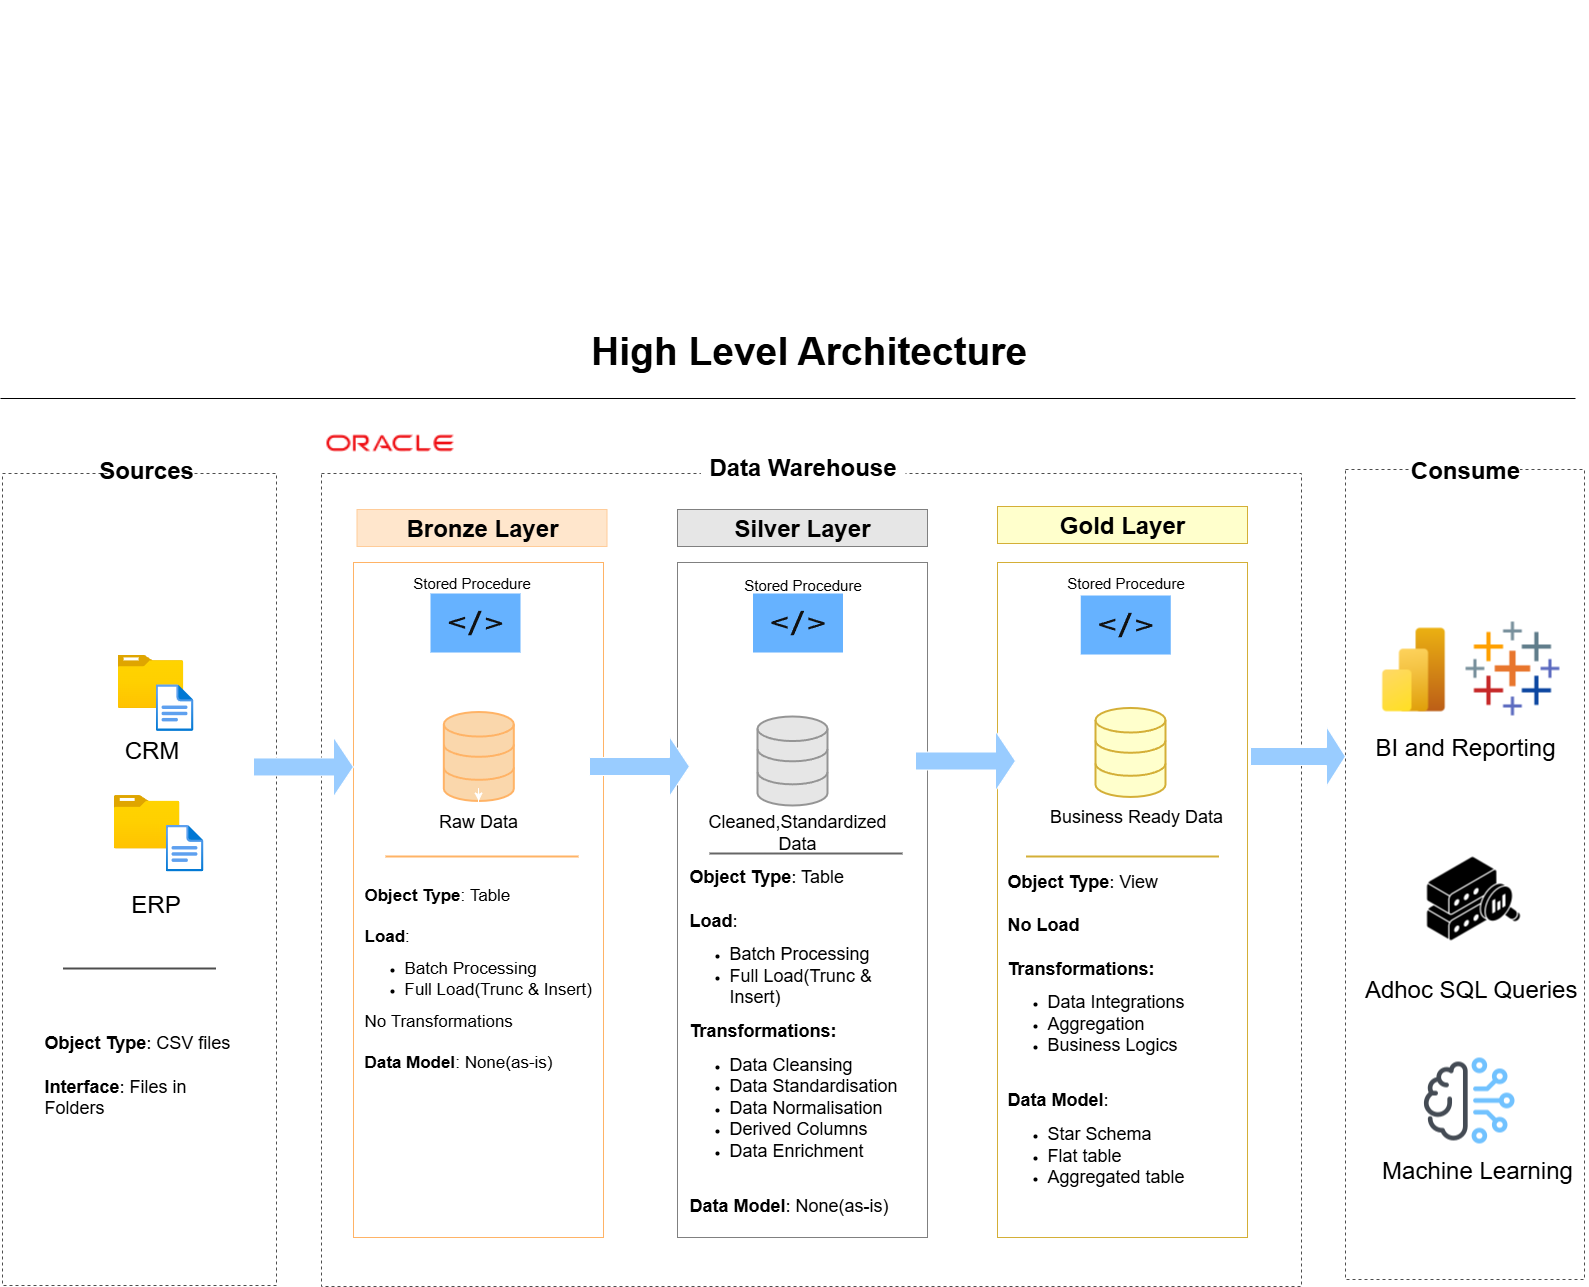 High Level Architecture
ORACLE
Sources
CRM
ERP
Object Type: CSV files
Interface: Files in
Folders
Data Warehouse
Bronze Layer
Stored Procedure
</>
Raw Data
Object Type: Table
Load:
• Batch Processing
• Full Load(Trunc & Insert)
No Transformations
Data Model: None(as-is)
Silver Layer
Stored Procedure
</>
Cleaned,Standardized
Data
Object Type: Table
Load:
• Batch Processing
• Full Load(Trunc &
Insert)
Transformations:
• Data Cleansing
• Data Standardisation
• Data Normalisation
• Derived Columns
• Data Enrichment
Data Model: None(as-is)
Gold Layer
Stored Procedure
</>
Business Ready Data
Object Type: View
No Load
Transformations:
• Data Integrations
• Aggregation
• Business Logics
Data Model:
• Star Schema
• Flat table
• Aggregated table
Consume
BI and Reporting
Adhoc SQL Queries
Machine Learning